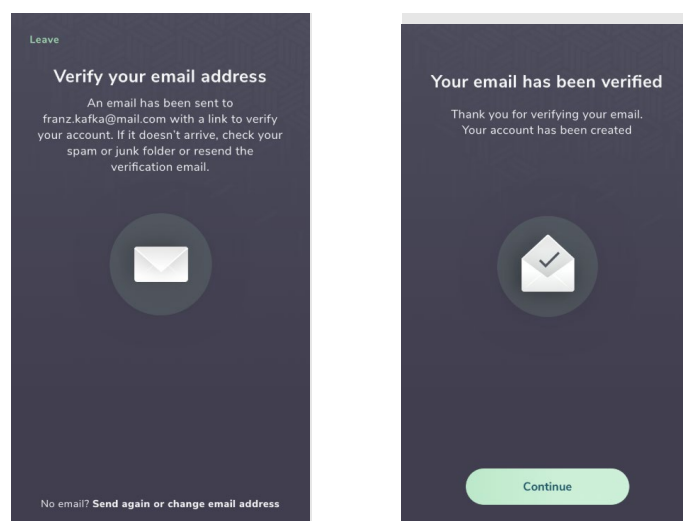 Leave
Verify your email address
An email has been sent to
franz.kafka@mail.com with a link to verify
your account. If it doesn't arrive, check your
spam or junk folder or resend the
verification email.
No email? Send again or change email address
Your email has been verified
Thank you for verifying your email.
Your account has been created
Continue